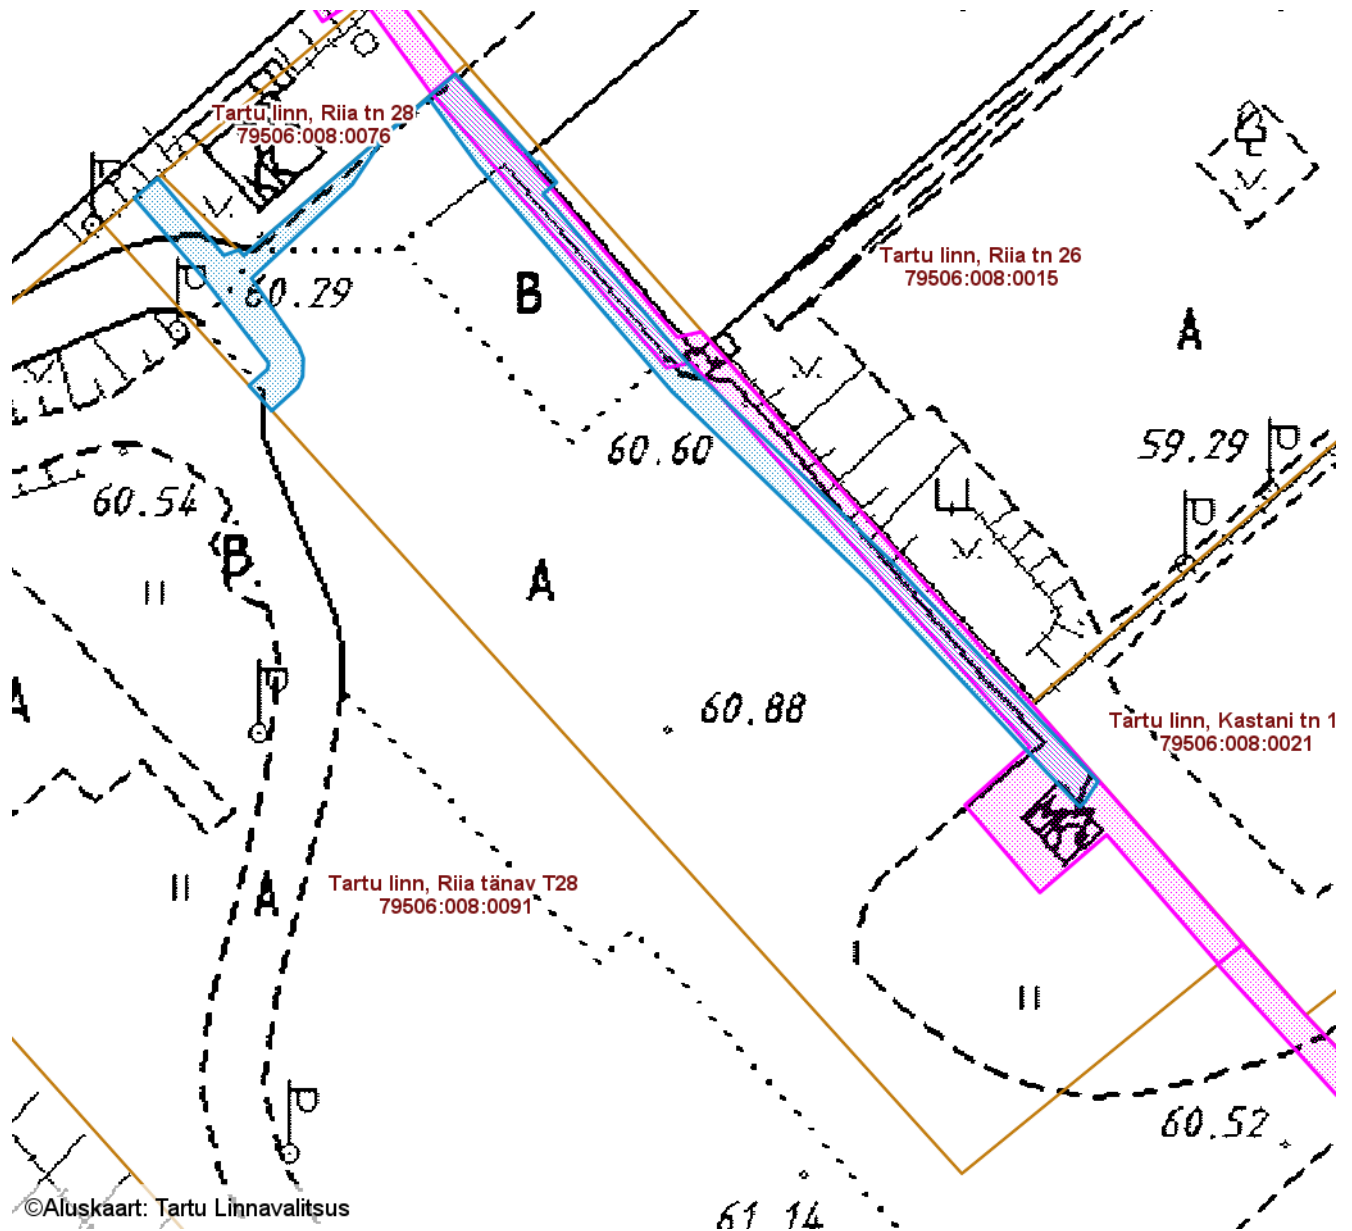 Tartu linn, Riia tn 28
79506:008:0076
Tartu linn, Riia tn 26
79506:008:0015
60.29
B
A
60.60
59.29
60.54
B
A
60.88
A
Tartu linn, Kastani tn 1
79506:008:0021
Tartu linn, Riia tänav T28
79506:008:0091
A
60.52
61.14
©Aluskaart: Tartu Linnavalitsus